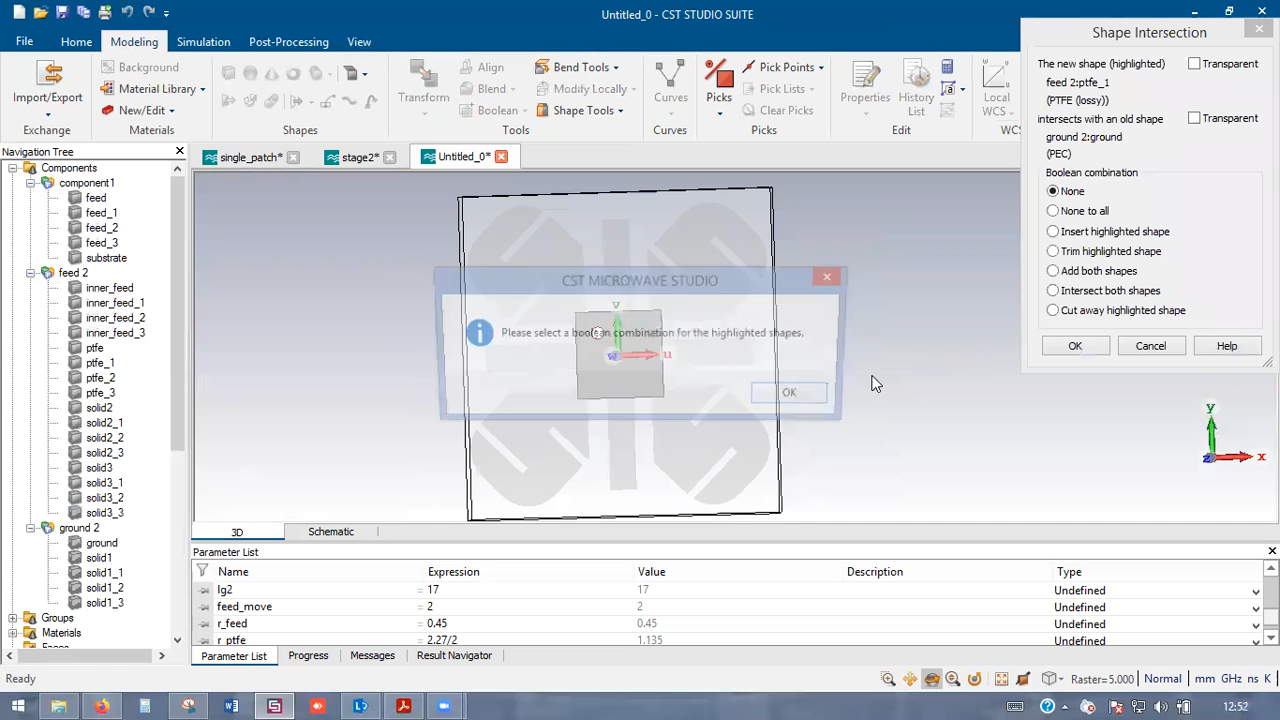 Untitled_0 - CST STUDIO SUITE
File Home Modeling Simulation Post-Processing View
Import/Export
Exchange
Background
Material Library
New/Edit
Materials
Shapes
Transform
Align
Blend
Boolean
Bend Tools
Modify Locally
Shape Tools
Tools
Curves
Curves
Picks
Pick Points
Pick Lists
Clear Picks
Picks
Properties
History List
Edit
Local WCS
WCS
Shape Intersection
The new shape (highlighted)
Transparent
feed 2:ptfe_1
(PTFE (lossy))
intersects with an old shape
Transparent
ground 2:ground
(PEC)
Boolean combination
None
None to all
Insert highlighted shape
Trim highlighted shape
Add both shapes
Intersect both shapes
Cut away highlighted shape
OK Cancel Help
Navigation Tree
Components
component1
feed
feed_1
feed_2
feed_3
substrate
feed 2
inner_feed
inner_feed_1
inner_feed_2
inner_feed_3
ptfe
ptfe_1
ptfe_2
ptfe_3
solid2
solid2_1
solid2_2
solid2_3
solid3
solid3_1
solid3_2
solid3_3
ground 2
ground
solid1
solid1_1
solid1_2
solid1_3
Groups
Materials
Faces
single_patch* stage2* Untitled_0*
CST MICROWAVE STUDIO
Please select a boolean combination for the highlighted shapes.
OK
v
u
w
y
x
z
3D Schematic
Parameter List
Name Expression Value Description Type
lg2 = 17 17 Undefined
feed_move = 2 2 Undefined
r_feed = 0.45 0.45 Undefined
r_ptfe = 2.27/2 1.135 Undefined
Parameter List Progress Messages Result Navigator
Ready
Raster=5.000 Normal mm GHz ns K
12:52